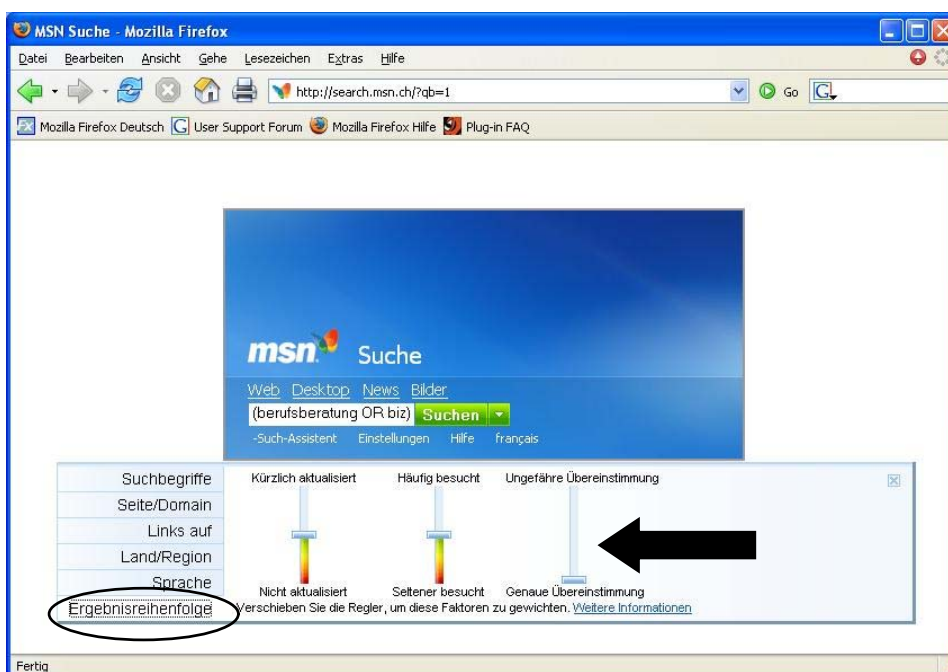 MSN Suche - Mozilla Firefox
Datei Bearbeiten Ansicht Gehe Lesezeichen Extras Hilfe
http://search.msn.ch/?qb=1 Go G
Mozilla Firefox Deutsch G User Support Forum Mozilla Firefox Hilfe Plug-in FAQ
msn Suche
Web Desktop News Bilder
(berufsberatung OR biz) Suchen
-Such-Assistent Einstellungen Hilfe français
Suchbegriffe
Seite/Domain
Links auf
Land/Region
Sprache
Ergebnisreihenfolge
Kürzlich aktualisiert Häufig besucht Ungefähre Übereinstimmung
Nicht aktualisiert Seltener besucht Genaue Übereinstimmung
Verschieben Sie die Regler, um diese Faktoren zu gewichten. Weitere Informationen
Fertig